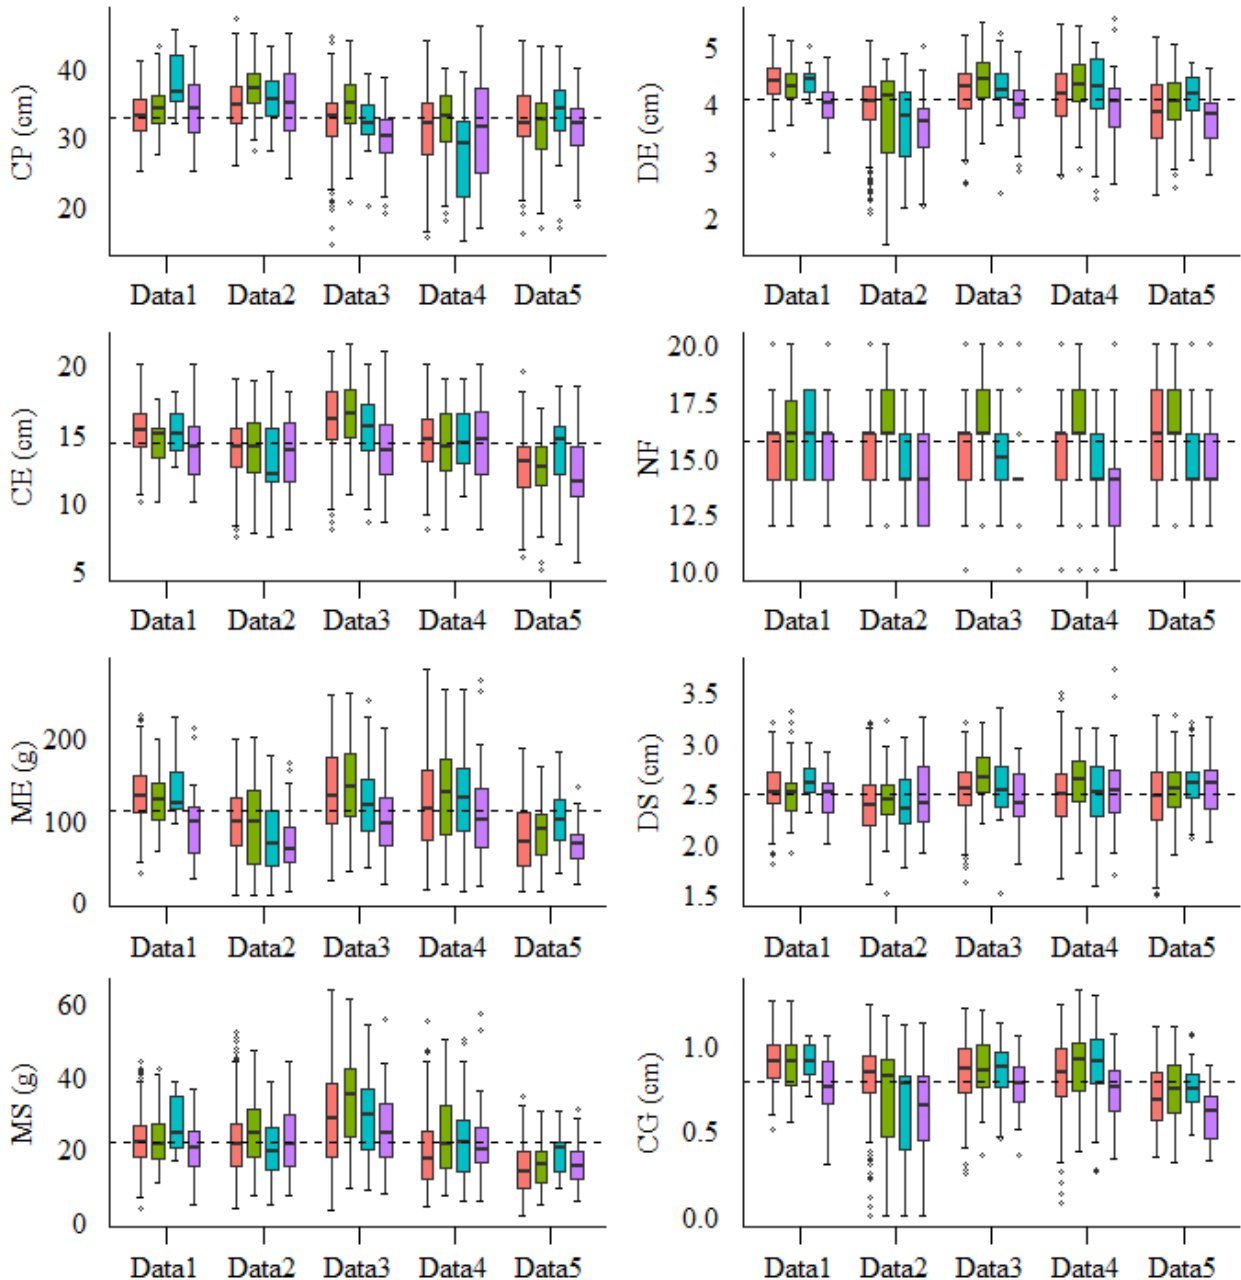 CP (cm)
40
30
20
Data1 Data2 Data3 Data4 Data5
DE (cm)
5
4
3
2
Data1 Data2 Data3 Data4 Data5
CE (cm)
20
15
10
5
Data1 Data2 Data3 Data4 Data5
NF
20.0
17.5
15.0
12.5
10.0
Data1 Data2 Data3 Data4 Data5
ME (g)
200
100
0
Data1 Data2 Data3 Data4 Data5
DS (cm)
3.5
3.0
2.5
2.0
1.5
Data1 Data2 Data3 Data4 Data5
MS (g)
60
40
20
0
Data1 Data2 Data3 Data4 Data5
CG (cm)
1.0
0.5
0.0
Data1 Data2 Data3 Data4 Data5